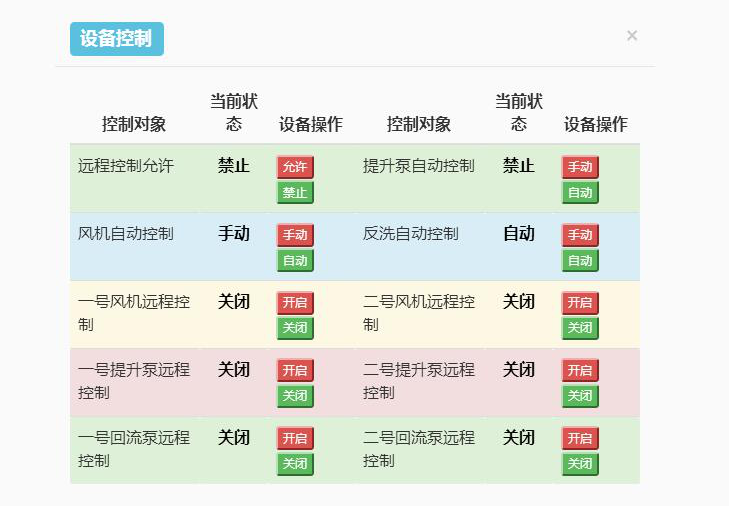 设备控制
×
控制对象 当前状态 设备操作 控制对象 当前状态 设备操作
远程控制允许 禁止 允许 禁止 提升泵自动控制 禁止 手动 自动
风机自动控制 手动 手动 自动 反洗自动控制 自动 手动 自动
一号风机远程控制 关闭 开启 关闭 二号风机远程控制 关闭 开启 关闭
一号提升泵远程控制 关闭 开启 关闭 二号提升泵远程控制 关闭 开启 关闭
一号回流泵远程控制 关闭 开启 关闭 二号回流泵远程控制 关闭 开启 关闭